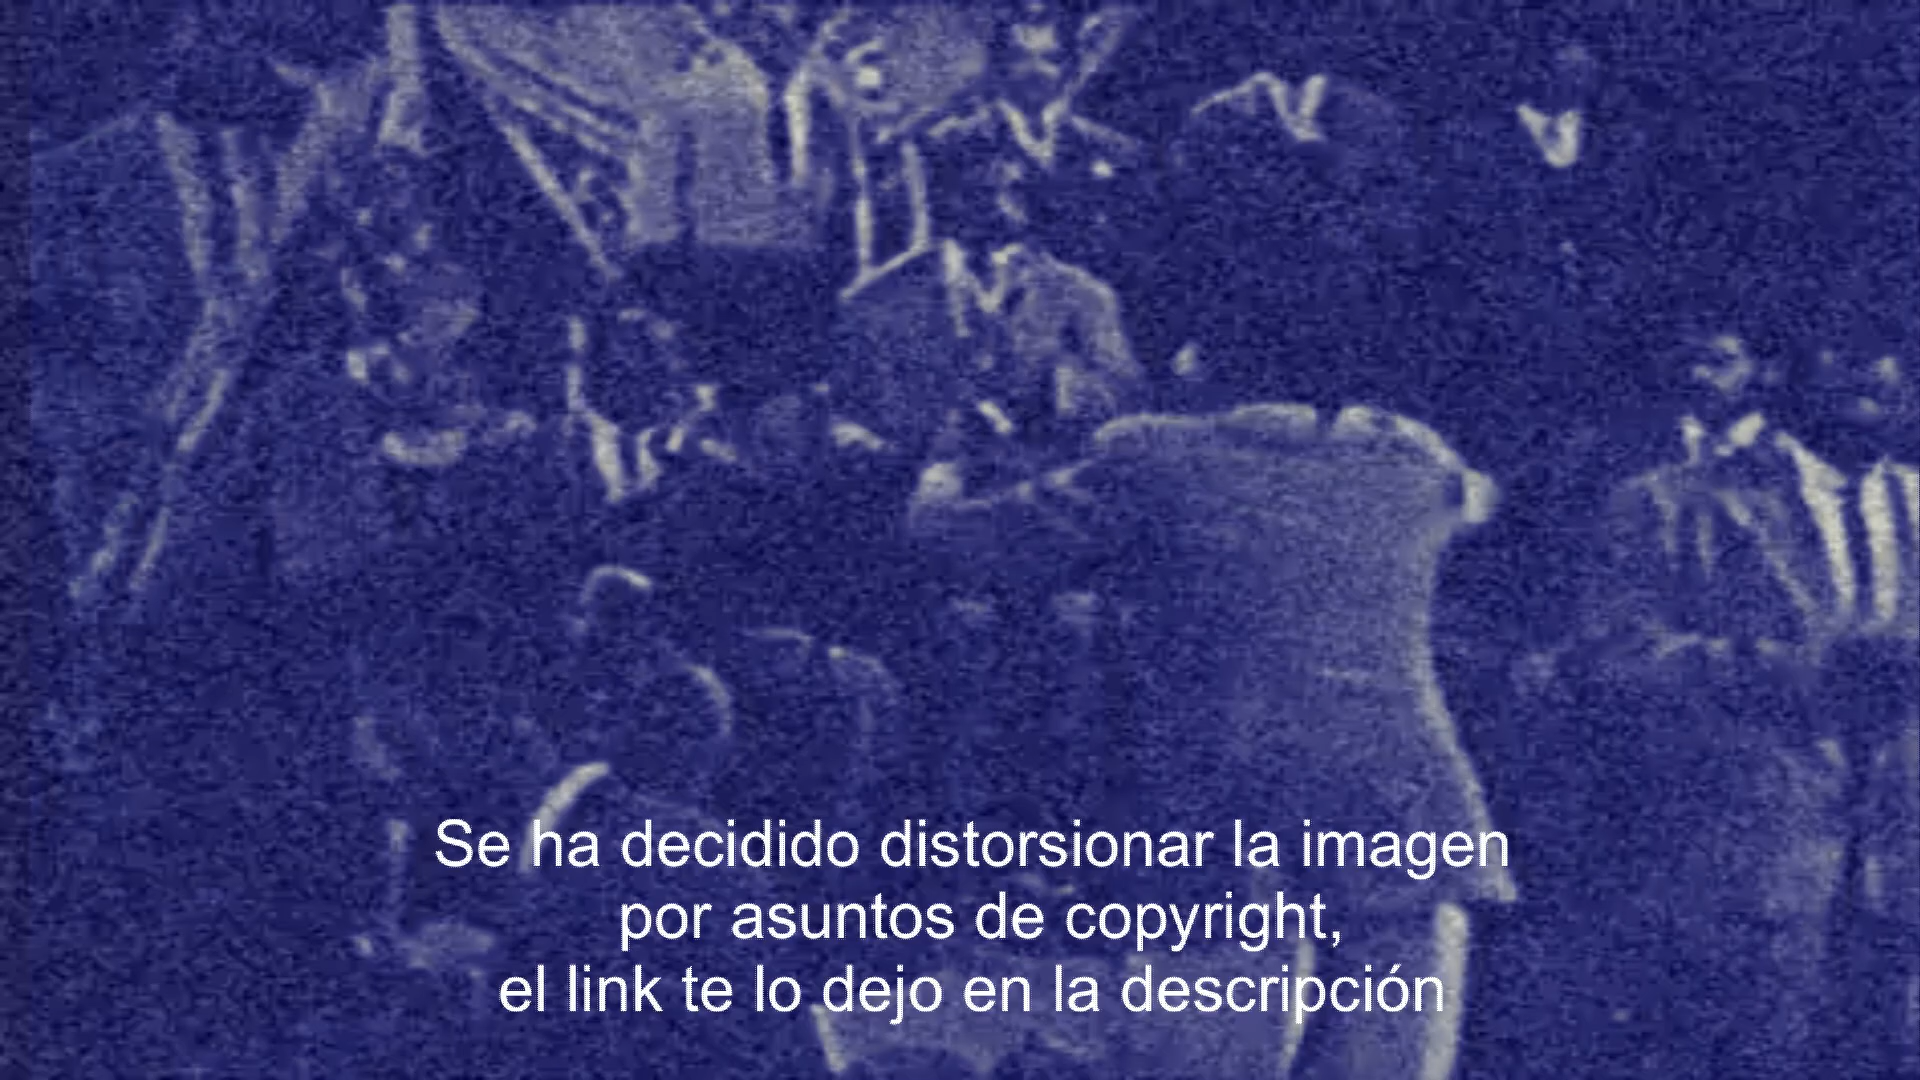 Se ha decidido distorsionar la imagen
por asuntos de copyright,
el link te lo dejo en la descripción